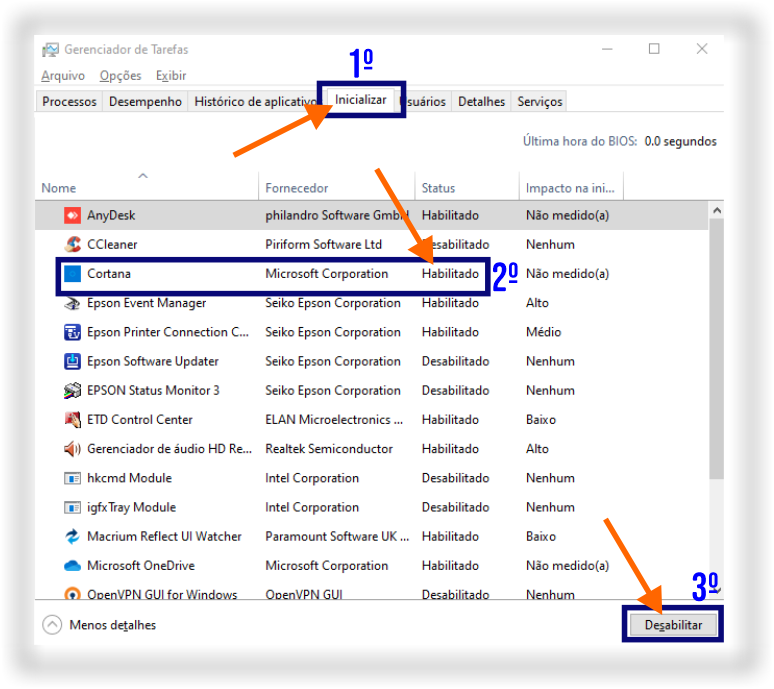 Gerenciador de Tarefas
1º
Arquivo Opções Exibir
Processos Desempenho Histórico de aplicativo Inicializar suários Detalhes Serviços
Última hora do BIOS: 0.0 segundos
Nome Fornecedor Status Impacto na ini...
AnyDesk philandro Software GmbH Habilitado Não medido(a)
CCleaner Piriform Software Ltd esabilitado Nenhum
Cortana Microsoft Corporation Habilitado 2º Não medido(a)
Epson Event Manager Seiko Epson Corporation Habilitado Alto
Epson Printer Connection C... Seiko Epson Corporation Habilitado Médio
Epson Software Updater Seiko Epson Corporation Desabilitado Nenhum
EPSON Status Monitor 3 Seiko Epson Corporation Desabilitado Nenhum
ETD Control Center ELAN Microelectronics ... Habilitado Baixo
Gerenciador de áudio HD Re... Realtek Semiconductor Habilitado Alto
hkcmd Module Intel Corporation Desabilitado Nenhum
igfxTray Module Intel Corporation Desabilitado Nenhum
Macrium Reflect UI Watcher Paramount Software UK ... Habilitado Baixo
Microsoft OneDrive Microsoft Corporation Habilitado Não medido(a)
OpenVPN GUI for Windows OpenVPN GUI Desabilitado Nenhum
3º
Menos detalhes Desabilitar